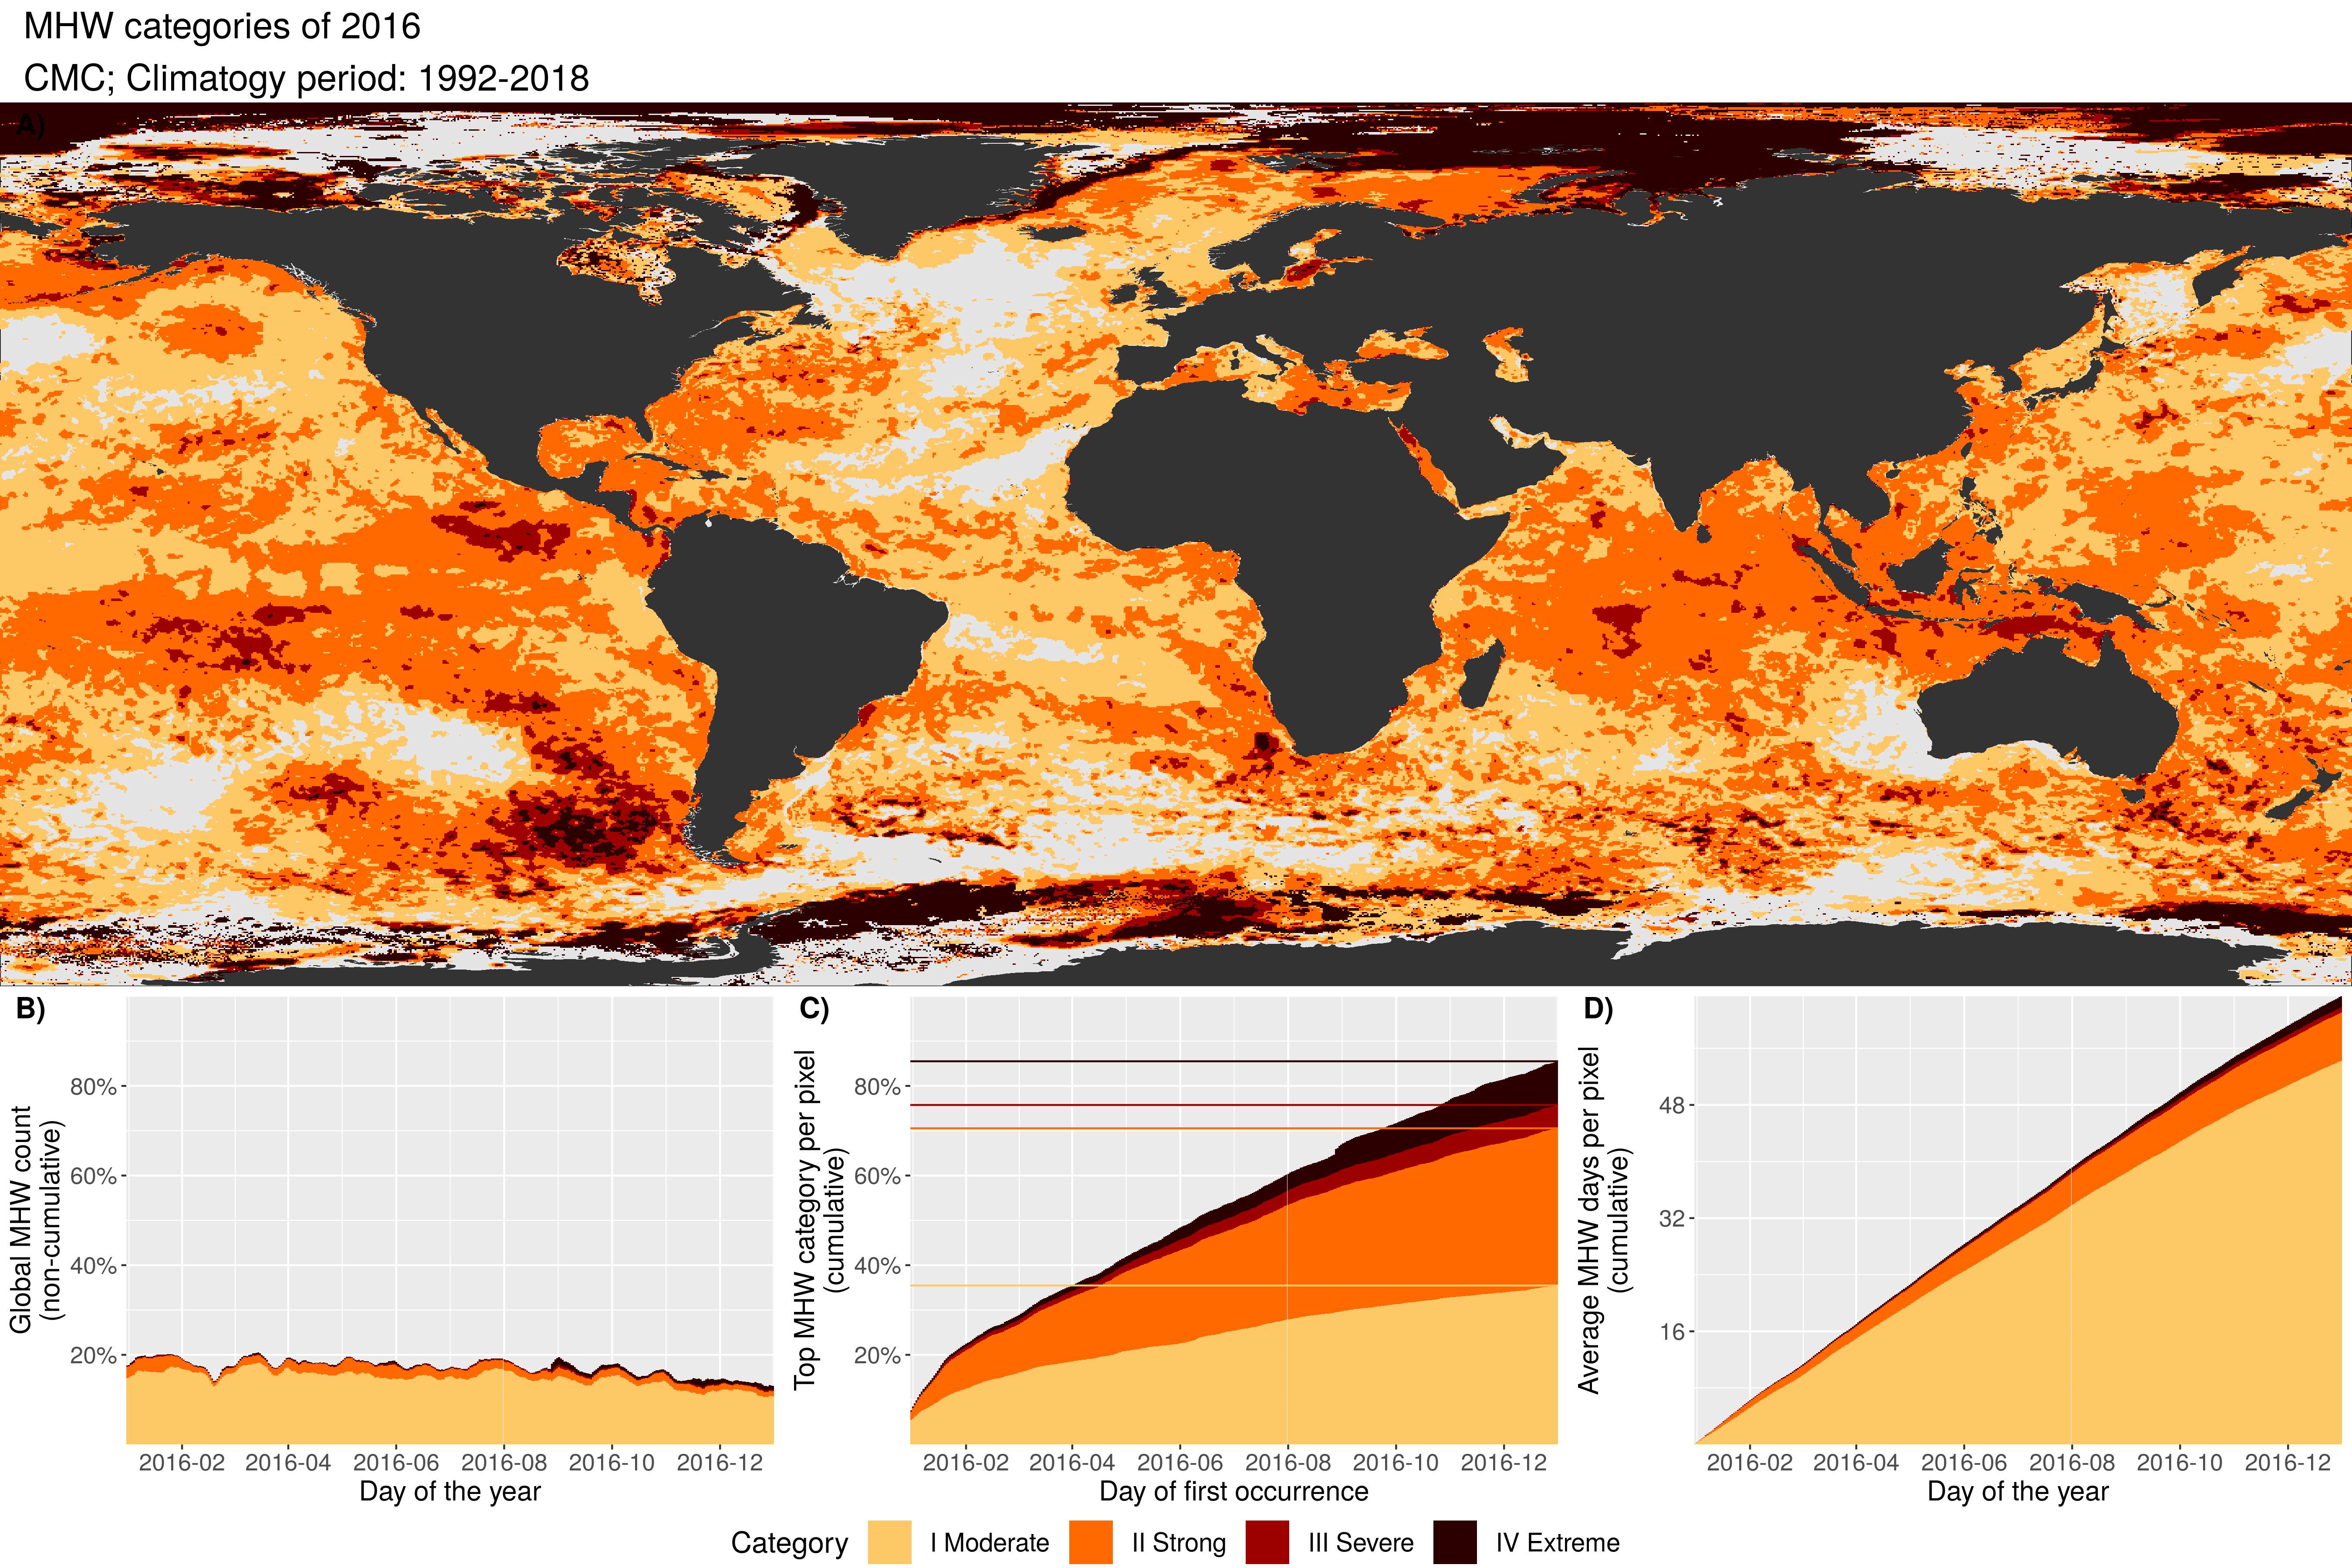 MHW categories of 2016
CMC; Climatogy period: 1992-2018
A)
B)
Global MHW count
(non-cumulative)
80%
60%
40%
20%
2016-02 2016-04 2016-06 2016-08 2016-10 2016-12
Day of the year
C)
Top MHW category per pixel
(cumulative)
80%
60%
40%
20%
2016-02 2016-04 2016-06 2016-08 2016-10 2016-12
Day of first occurrence
D)
Average MHW days per pixel
(cumulative)
48
32
16
2016-02 2016-04 2016-06 2016-08 2016-10 2016-12
Day of the year
Category I Moderate II Strong III Severe IV Extreme